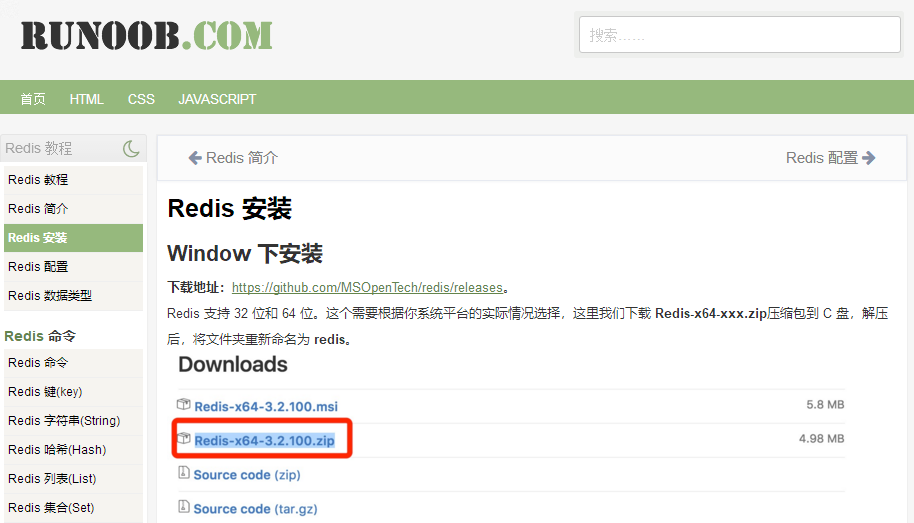 RUNOOB.COM
搜索……
首页 HTML CSS JAVASCRIPT
Redis 教程
Redis 教程
Redis 简介
Redis 安装
Redis 配置
Redis 数据类型
Redis 命令
Redis 命令
Redis 键(key)
Redis 字符串(String)
Redis 哈希(Hash)
Redis 列表(List)
Redis 集合(Set)
Redis 简介 Redis 配置
Redis 安装
Window 下安装
下载地址：https://github.com/MSOpenTech/redis/releases。
Redis 支持 32 位和 64 位。这个需要根据你系统平台的实际情况选择，这里我们下载 Redis-x64-xxx.zip压缩包到 C 盘，解压
后，将文件夹重新命名为 redis。
Downloads
Redis-x64-3.2.100.msi 5.8 MB
Redis-x64-3.2.100.zip 4.98 MB
Source code (zip)
Source code (tar.gz)